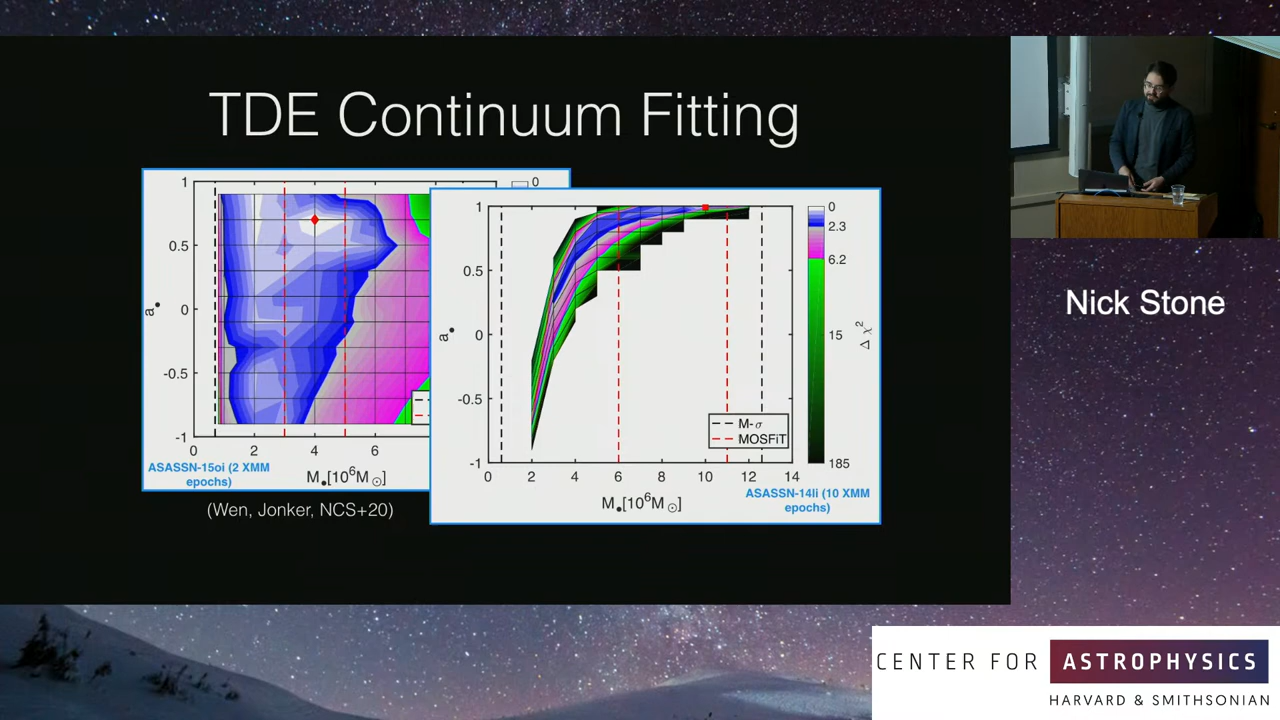 TDE Continuum Fitting
1
0.5
0
-0.5
-1
a•
0
2
4
6
M•[10⁶M☉]
0
ASASSN-15oi (2 XMM
epochs)
(Wen, Jonker, NCS+20)
1
0.5
0
-0.5
-1
a•
0
2
4
6
8
10
12
14
M•[10⁶M☉]
M-σ
MOSFiT
0
2.3
6.2
15
185
Δ χ²
ASASSN-14li (10 XMM
epochs)
Nick Stone
CENTER FOR ASTROPHYSICS
HARVARD & SMITHSONIAN